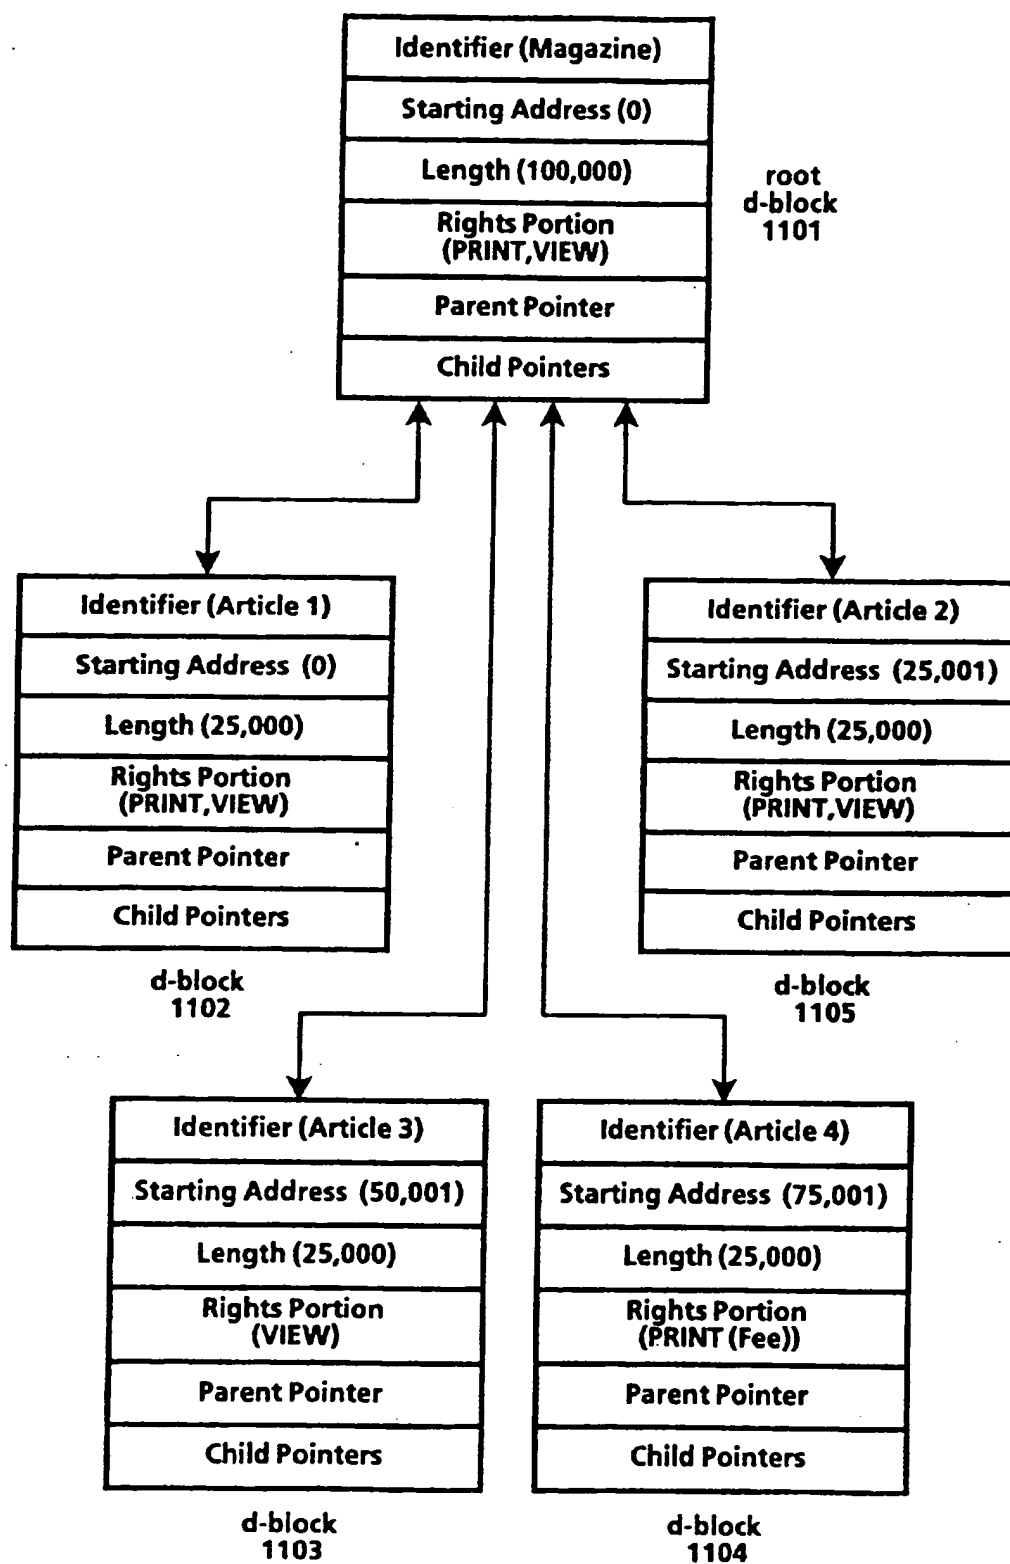 Identifier (Magazine)
Starting Address (0)
Length (100,000)
Rights Portion
(PRINT,VIEW)
Parent Pointer
Child Pointers
root
d-block
1101
Identifier (Article 1)
Starting Address (0)
Length (25,000)
Rights Portion
(PRINT,VIEW)
Parent Pointer
Child Pointers
d-block
1102
Identifier (Article 2)
Starting Address (25,001)
Length (25,000)
Rights Portion
(PRINT,VIEW)
Parent Pointer
Child Pointers
d-block
1105
Identifier (Article 3)
Starting Address (50,001)
Length (25,000)
Rights Portion
(VIEW)
Parent Pointer
Child Pointers
d-block
1103
Identifier (Article 4)
Starting Address (75,001)
Length (25,000)
Rights Portion
(PRINT (Fee))
Parent Pointer
Child Pointers
d-block
1104